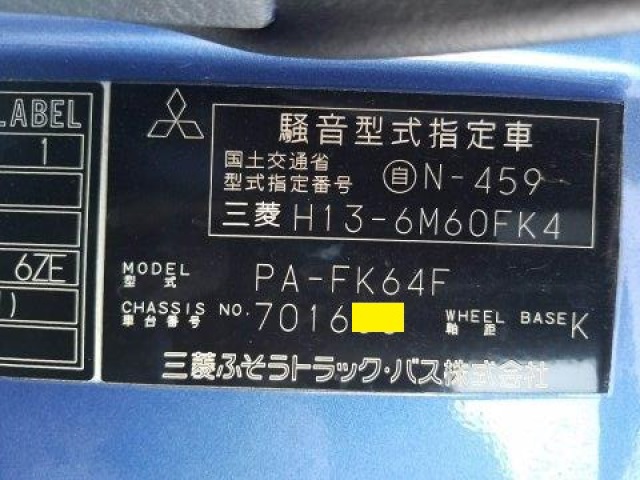 LABEL
1
6ZE
)
騒音型式指定車
国土交通省
型式指定番号 自N-459
三菱 H13-6M60FK4
MODEL
型式
PA-FK64F
CHASSIS NO.
車台番号
7016
WHEEL BASE
軸距
K
三菱ふそうトラック・バス株式会社